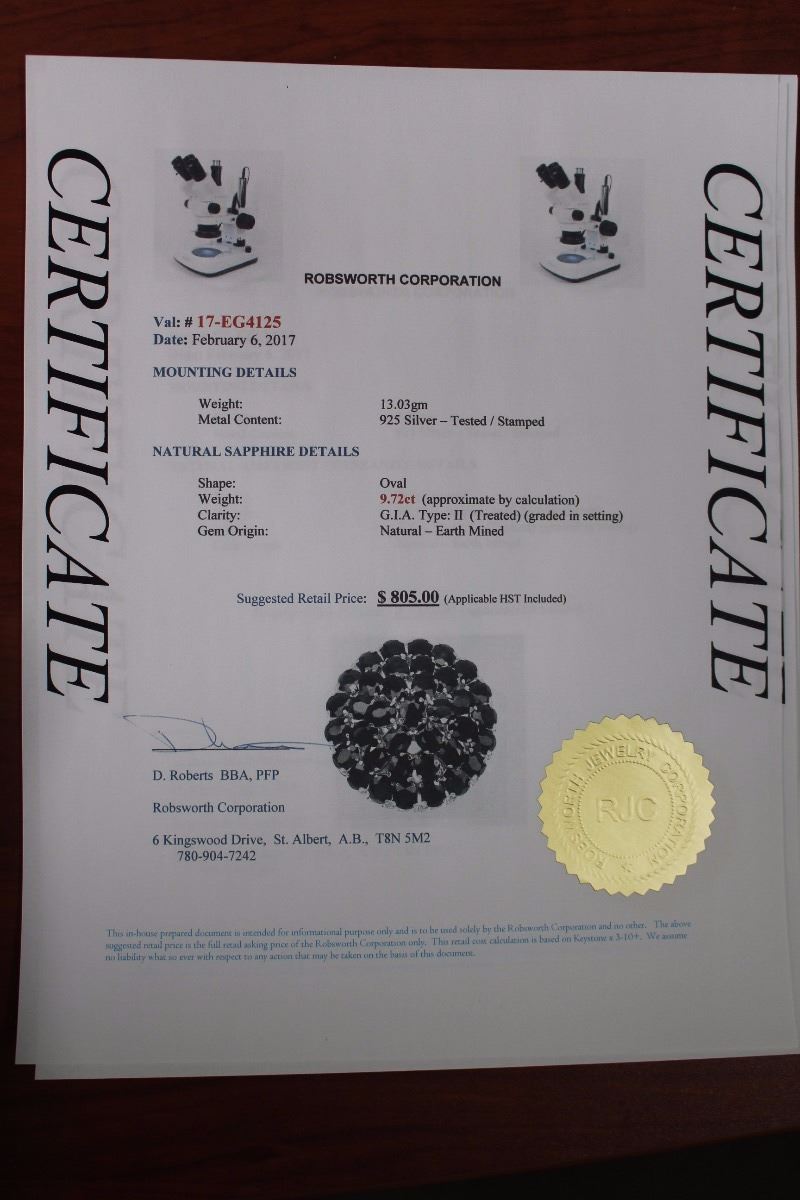 CERTIFICATE
CERTIFICATE
ROBSWORTH CORPORATION
Val: # 17-EG4125
Date: February 6, 2017
MOUNTING DETAILS
Weight: 13.03gm
Metal Content: 925 Silver – Tested / Stamped
NATURAL SAPPHIRE DETAILS
Shape: Oval
Weight: 9.72ct (approximate by calculation)
Clarity: G.I.A. Type: II (Treated) (graded in setting)
Gem Origin: Natural – Earth Mined
Suggested Retail Price: $ 805.00 (Applicable HST Included)
D. Roberts BBA, PFP
Robsworth Corporation
6 Kingswood Drive, St. Albert, A.B., T8N 5M2
780-904-7242
ROBSWORTH JEWELRY CORPORATION
RJC
This in-house prepared document is intended for informational purpose only and is to be used solely by the Robsworth Corporation and no other. The above
suggested retail price is the full retail asking price of the Robsworth Corporation only. This retail cost calculation is based on Keystone x 3-10+. We assume
no liability what so ever with respect to any action that may be taken on the basis of this document.